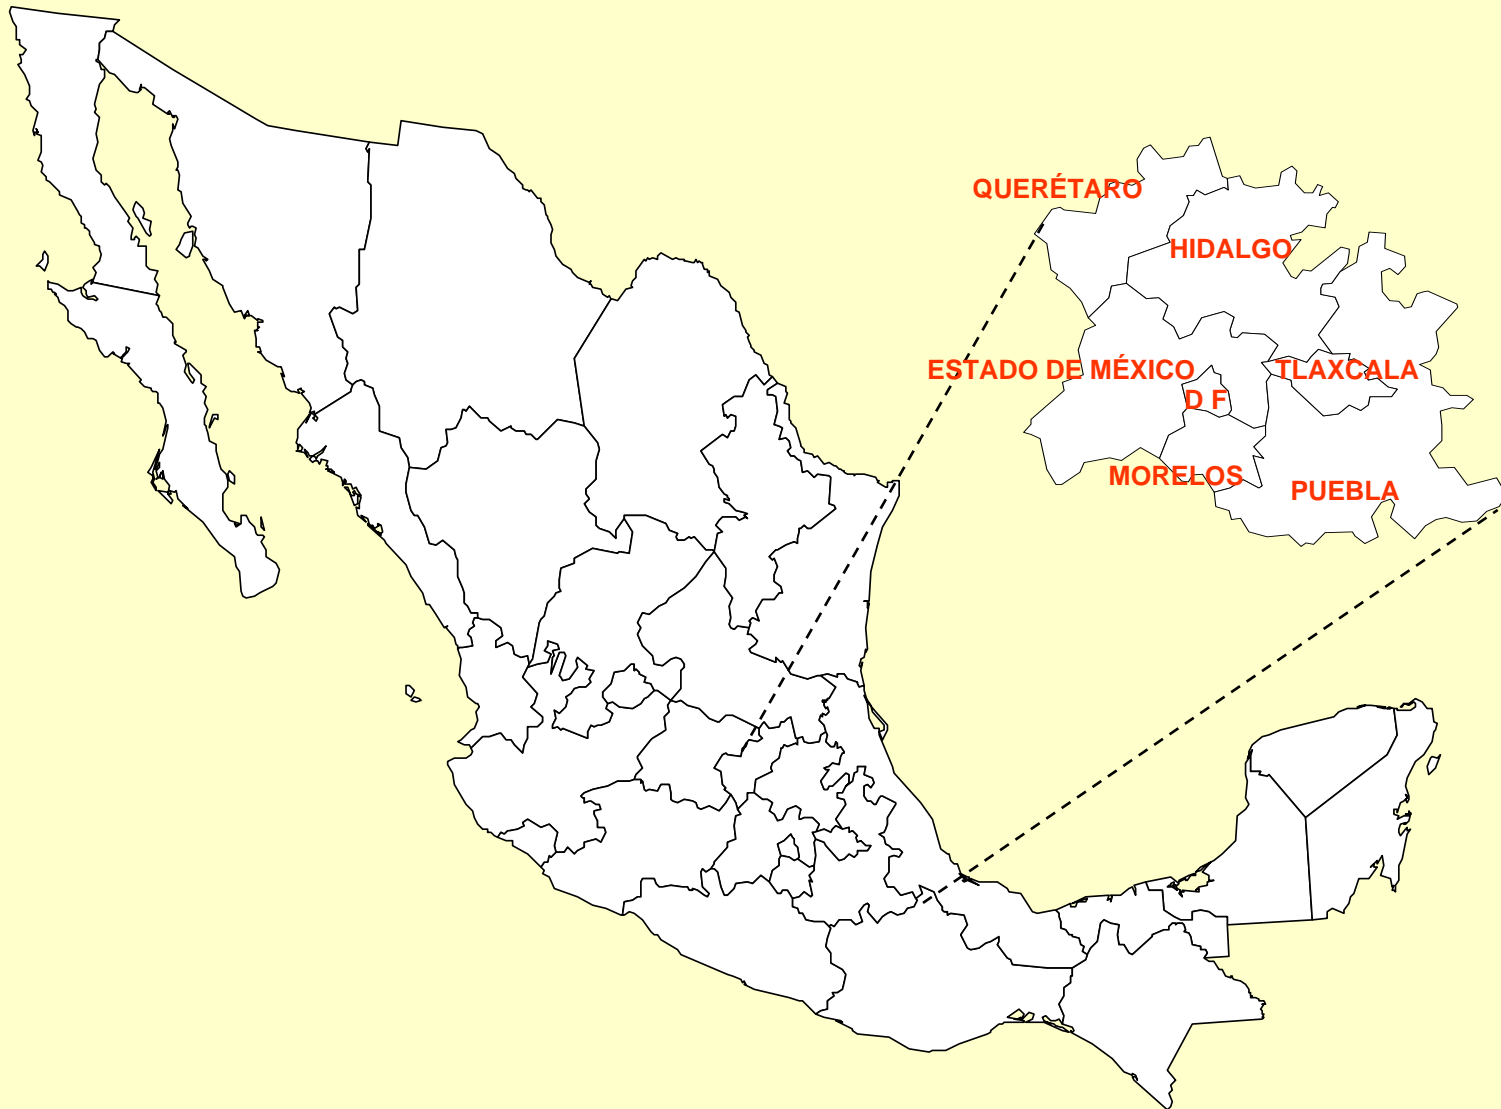 QUERÉTARO
HIDALGO
ESTADO DE MÉXICO
TLAXCALA
D F
MORELOS
PUEBLA